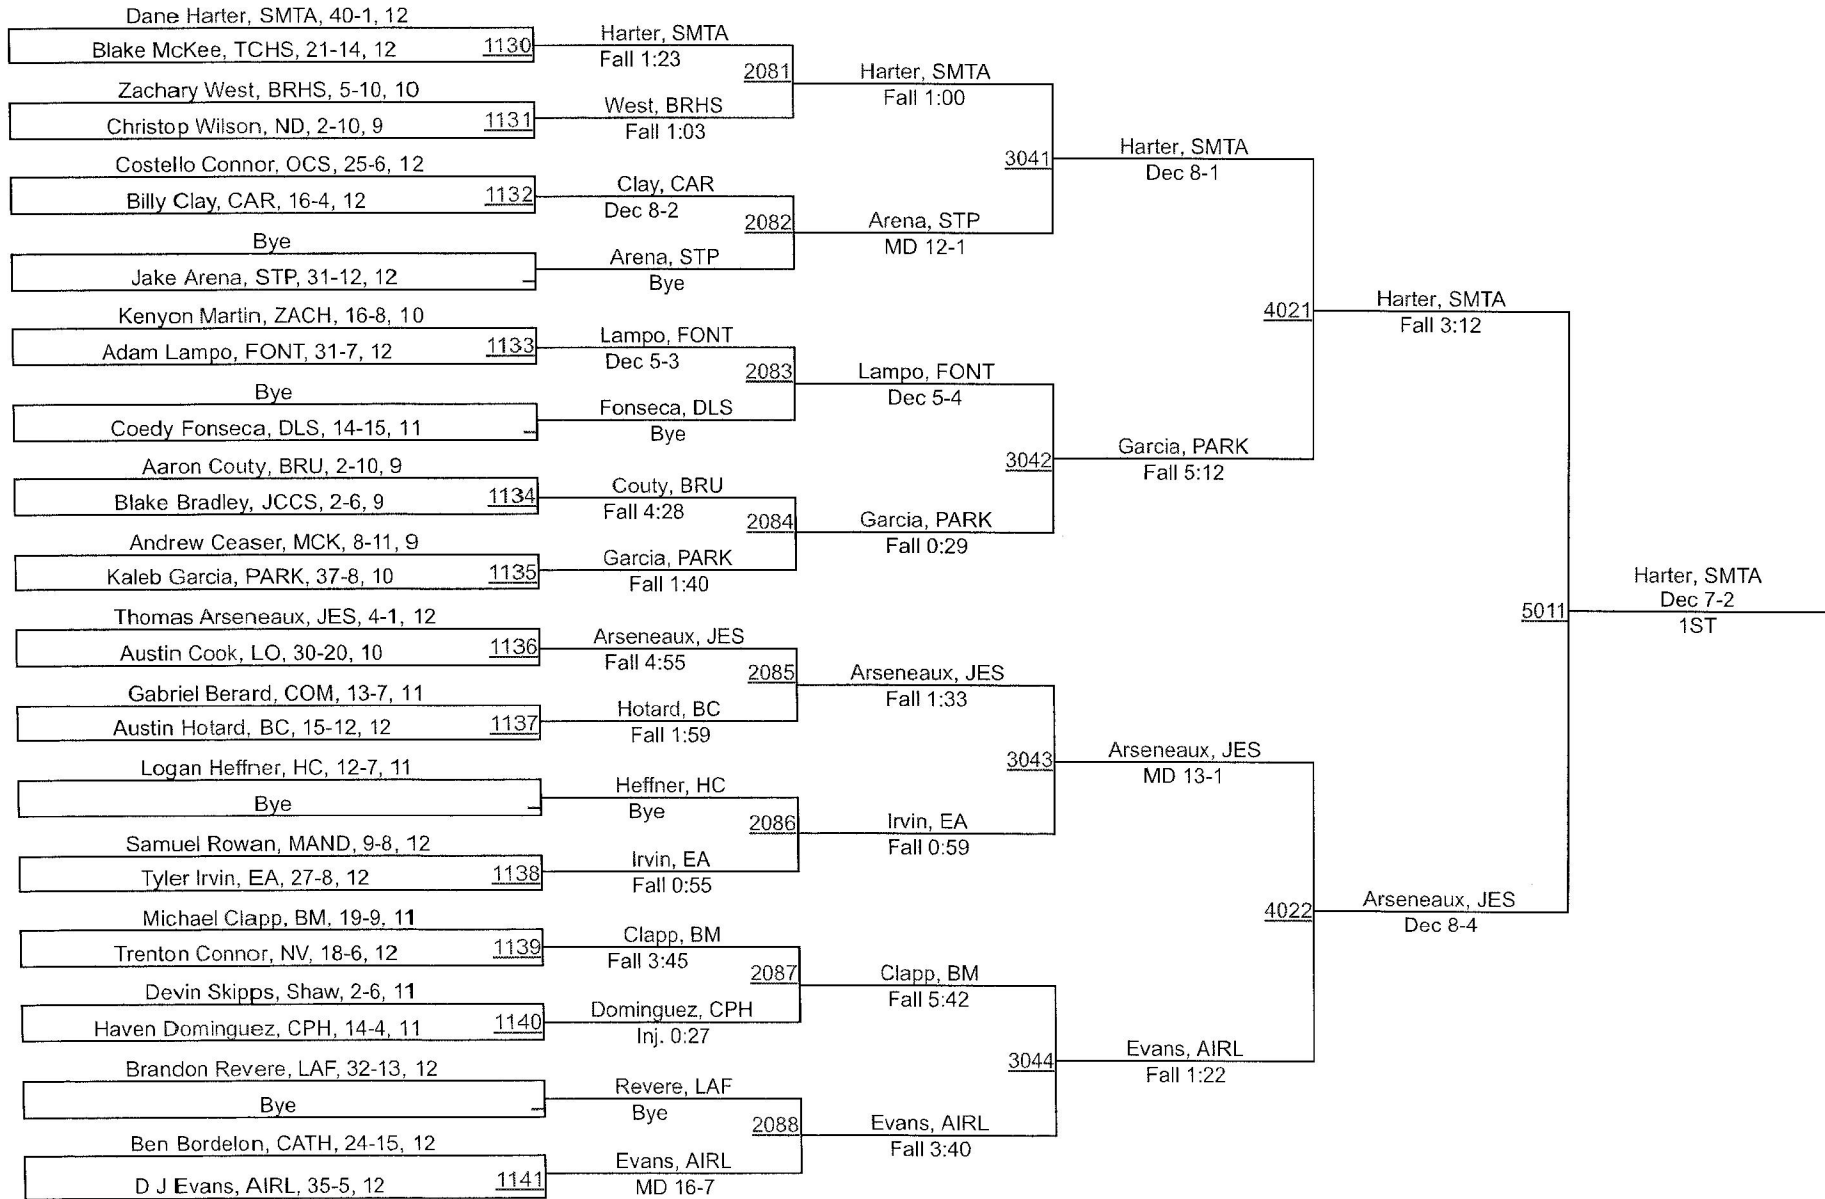 Dane Harter, SMTA, 40-1, 12
Blake McKee, TCHS, 21-14, 12
1130
Zachary West, BRHS, 5-10, 10
Christop Wilson, ND, 2-10, 9
1131
Costello Connor, OCS, 25-6, 12
Billy Clay, CAR, 16-4, 12
1132
Bye
Jake Arena, STP, 31-12, 12
Kenyon Martin, ZACH, 16-8, 10
Adam Lampo, FONT, 31-7, 12
1133
Bye
Coedy Fonseca, DLS, 14-15, 11
Aaron Couty, BRU, 2-10, 9
Blake Bradley, JCCS, 2-6, 9
1134
Andrew Ceaser, MCK, 8-11, 9
Kaleb Garcia, PARK, 37-8, 10
1135
Thomas Arseneaux, JES, 4-1, 12
Austin Cook, LO, 30-20, 10
1136
Gabriel Berard, COM, 13-7, 11
Austin Hotard, BC, 15-12, 12
1137
Logan Heffner, HC, 12-7, 11
Bye
Samuel Rowan, MAND, 9-8, 12
Tyler Irvin, EA, 27-8, 12
1138
Michael Clapp, BM, 19-9, 11
Trenton Connor, NV, 18-6, 12
1139
Devin Skipps, Shaw, 2-6, 11
Haven Dominguez, CPH, 14-4, 11
1140
Brandon Revere, LAF, 32-13, 12
Bye
Ben Bordelon, CATH, 24-15, 12
D J Evans, AIRL, 35-5, 12
1141
Harter, SMTA
Fall 1:23
2081
West, BRHS
Fall 1:03
Clay, CAR
Dec 8-2
2082
Arena, STP
Bye
Lampo, FONT
Dec 5-3
2083
Fonseca, DLS
Bye
Couty, BRU
Fall 4:28
2084
Garcia, PARK
Fall 1:40
Arseneaux, JES
Fall 4:55
2085
Hotard, BC
Fall 1:59
Heffner, HC
Bye
2086
Irvin, EA
Fall 0:55
Clapp, BM
Fall 3:45
2087
Dominguez, CPH
Inj. 0:27
Revere, LAF
Bye
2088
Evans, AIRL
MD 16-7
Harter, SMTA
Fall 1:00
3041
Arena, STP
MD 12-1
Lampo, FONT
Dec 5-4
3042
Garcia, PARK
Fall 0:29
Arseneaux, JES
Fall 1:33
3043
Irvin, EA
Fall 0:59
Clapp, BM
Fall 5:42
3044
Evans, AIRL
Fall 3:40
Harter, SMTA
Dec 8-1
4021
Garcia, PARK
Fall 5:12
Arseneaux, JES
MD 13-1
4022
Evans, AIRL
Fall 1:22
Harter, SMTA
Fall 3:12
5011
Arseneaux, JES
Dec 8-4
Harter, SMTA
Dec 7-2
1ST